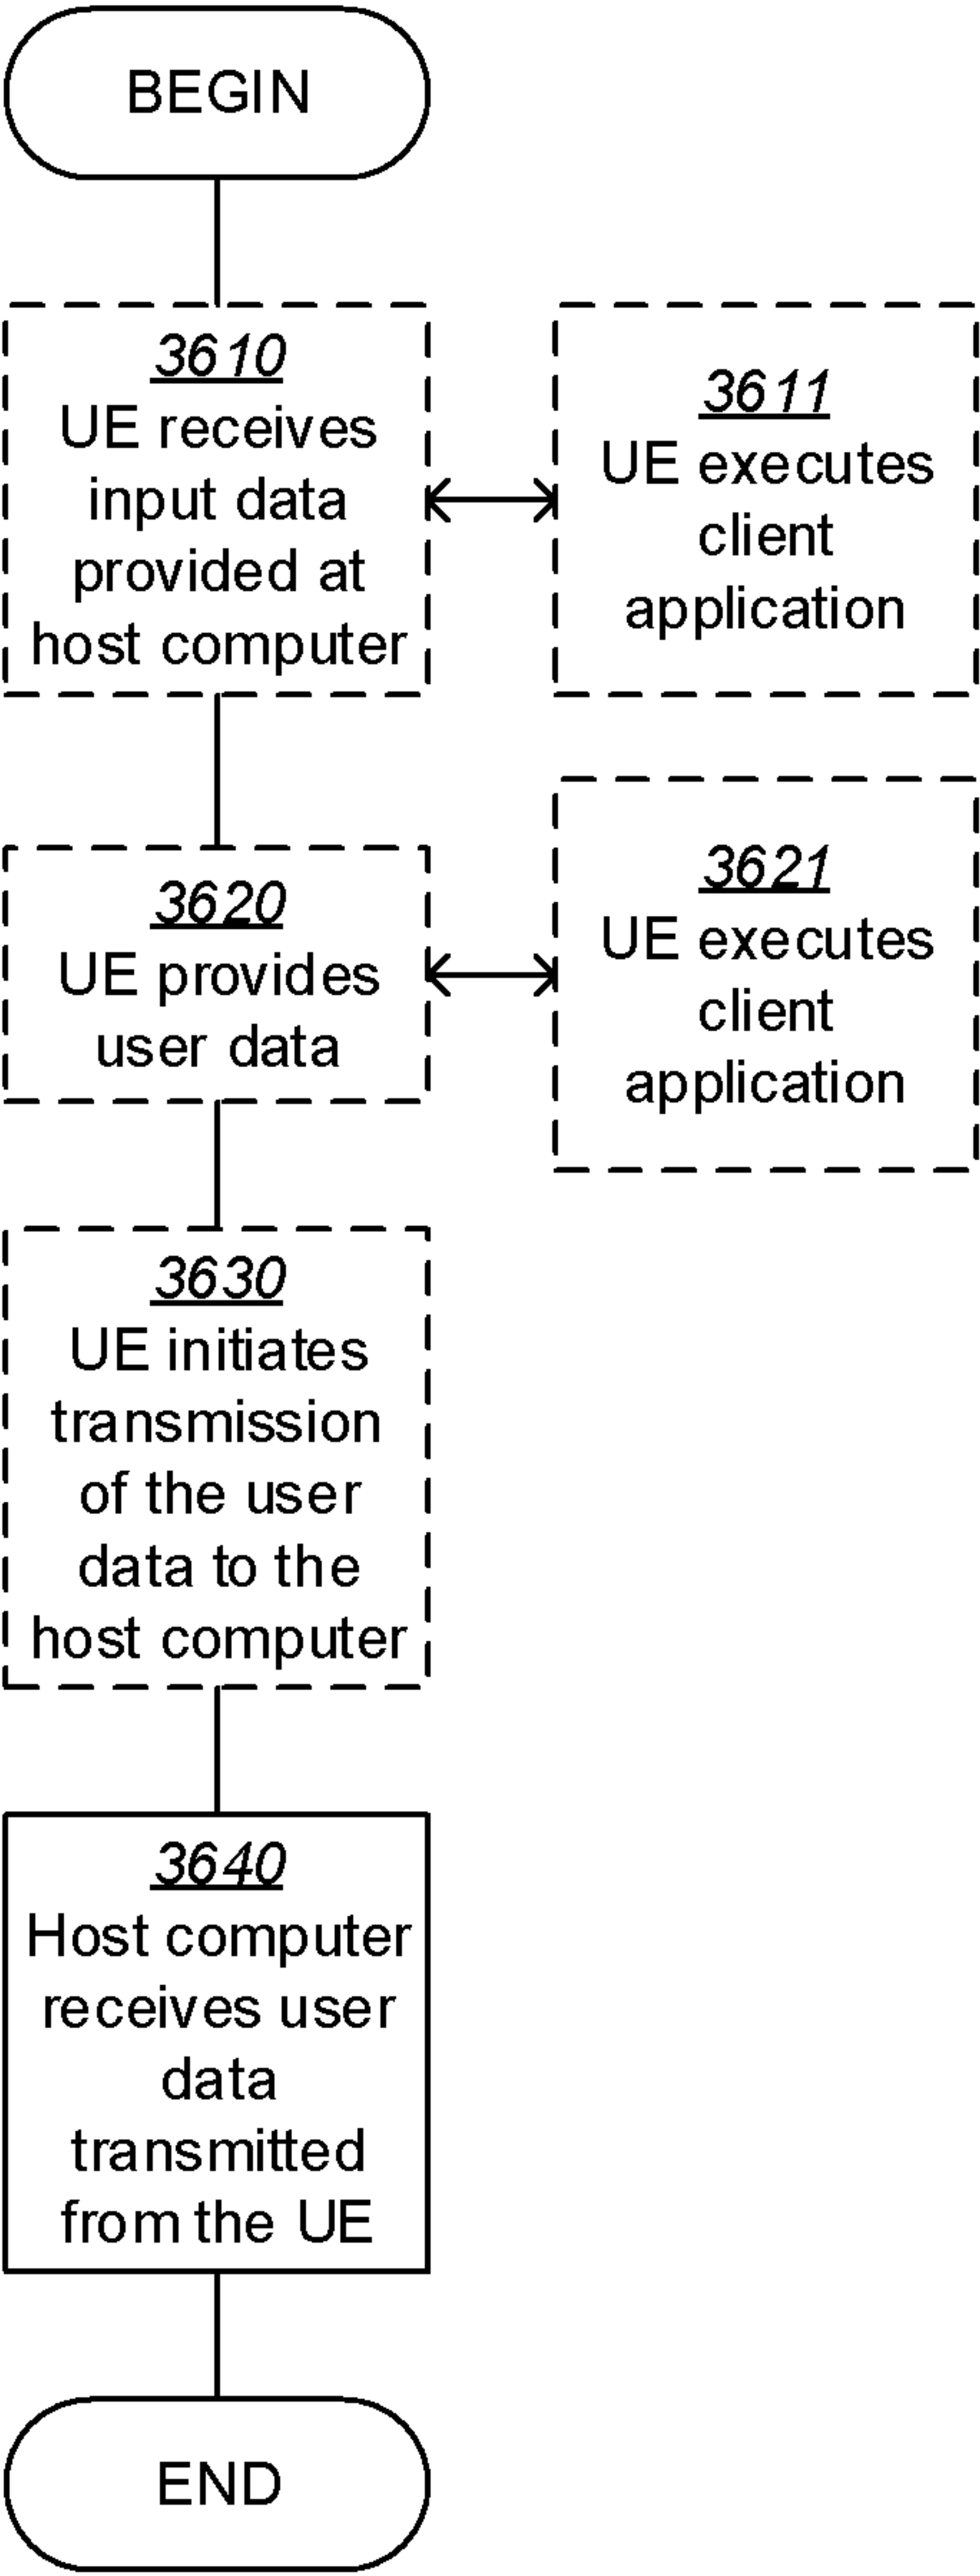 BEGIN
3610
UE receives
input data
provided at
host computer
3611
UE executes
client
application
3620
UE provides
user data
3621
UE executes
client
application
3630
UE initiates
transmission
of the user
data to the
host computer
3640
Host computer
receives user
data
transmitted
from the UE
END